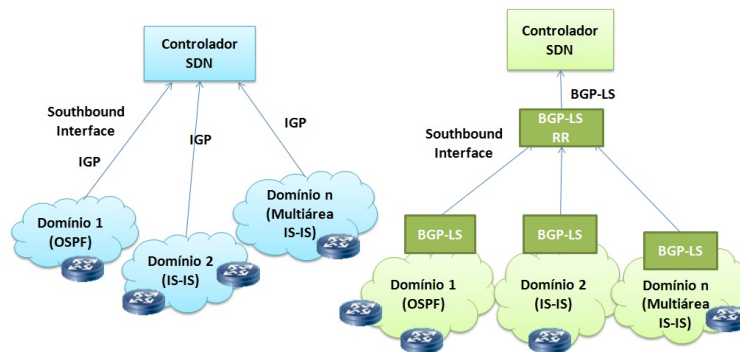 Controlador
SDN
Southbound
Interface
IGP
IGP
IGP
Domínio 1
(OSPF)
Domínio 2
(IS-IS)
Domínio n
(Multiárea
IS-IS)
Controlador
SDN
BGP-LS
BGP-LS
RR
Southbound
Interface
BGP-LS
BGP-LS
BGP-LS
Domínio 1
(OSPF)
Domínio 2
(IS-IS)
Domínio n
(Multiárea
IS-IS)